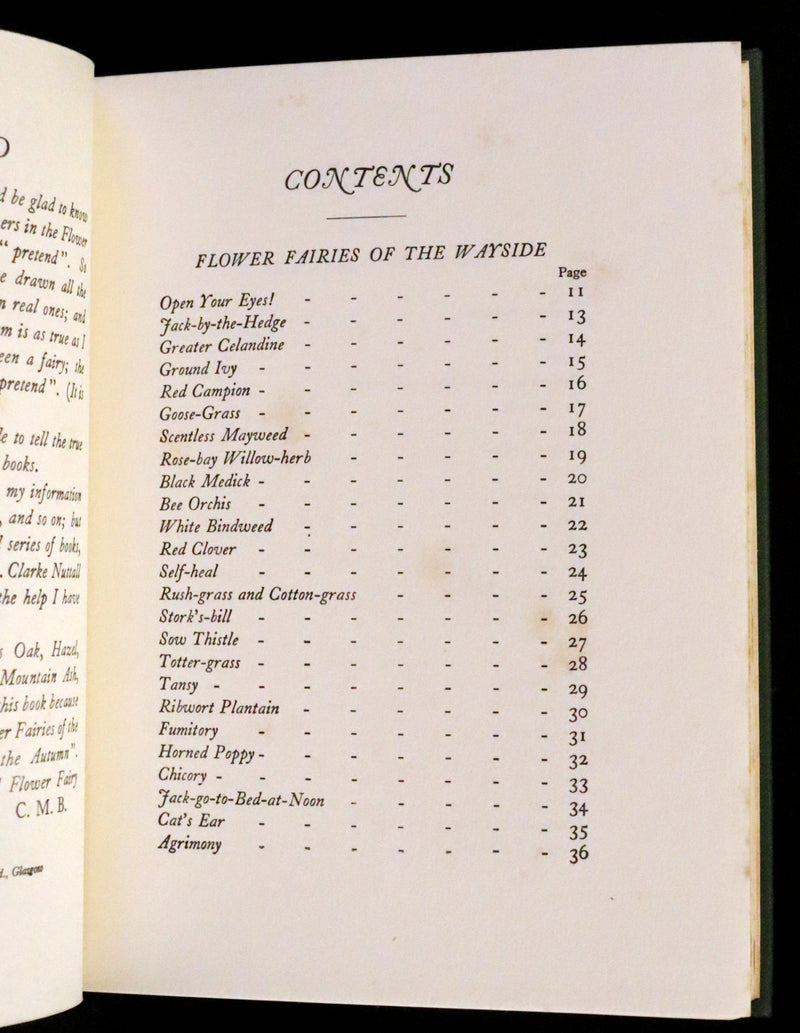 d be glad to know
ers in the Flower
" pretend". So
e drawn all the
n real ones; and
m is as true as I
een a fairy; the
pretend". (It is
le to tell the true
books.
my information
, and so on; but
series of books,
. Clarke Nuttall
the help I have
s Oak, Hazel,
Mountain Ash,
this book because
er Fairies of the
the Autumn".
Flower Fairy
C. M. B.
d., Glasgow
CONTENTS
FLOWER FAIRIES OF THE WAYSIDE
Page
Open Your Eyes! - - - - - - 11
Jack-by-the-Hedge - - - - - - 13
Greater Celandine - - - - - - 14
Ground Ivy - - - - - - - 15
Red Campion - - - - - - - 16
Goose-Grass - - - - - - - 17
Scentless Mayweed - - - - - - 18
Rose-bay Willow-herb - - - - - 19
Black Medick - - - - - - - 20
Bee Orchis - - - - - - - 21
White Bindweed - - - - - - 22
Red Clover - - - - - - - 23
Self-heal - - - - - - - 24
Rush-grass and Cotton-grass - - - - 25
Stork's-bill - - - - - - - 26
Sow Thistle - - - - - - - 27
Totter-grass - - - - - - - 28
Tansy - - - - - - - - 29
Ribwort Plantain - - - - - - 30
Fumitory - - - - - - - 31
Horned Poppy - - - - - - - 32
Chicory - - - - - - - - 33
Jack-go-to-Bed-at-Noon - - - - - 34
Cat's Ear - - - - - - - 35
Agrimony - - - - - - - 36